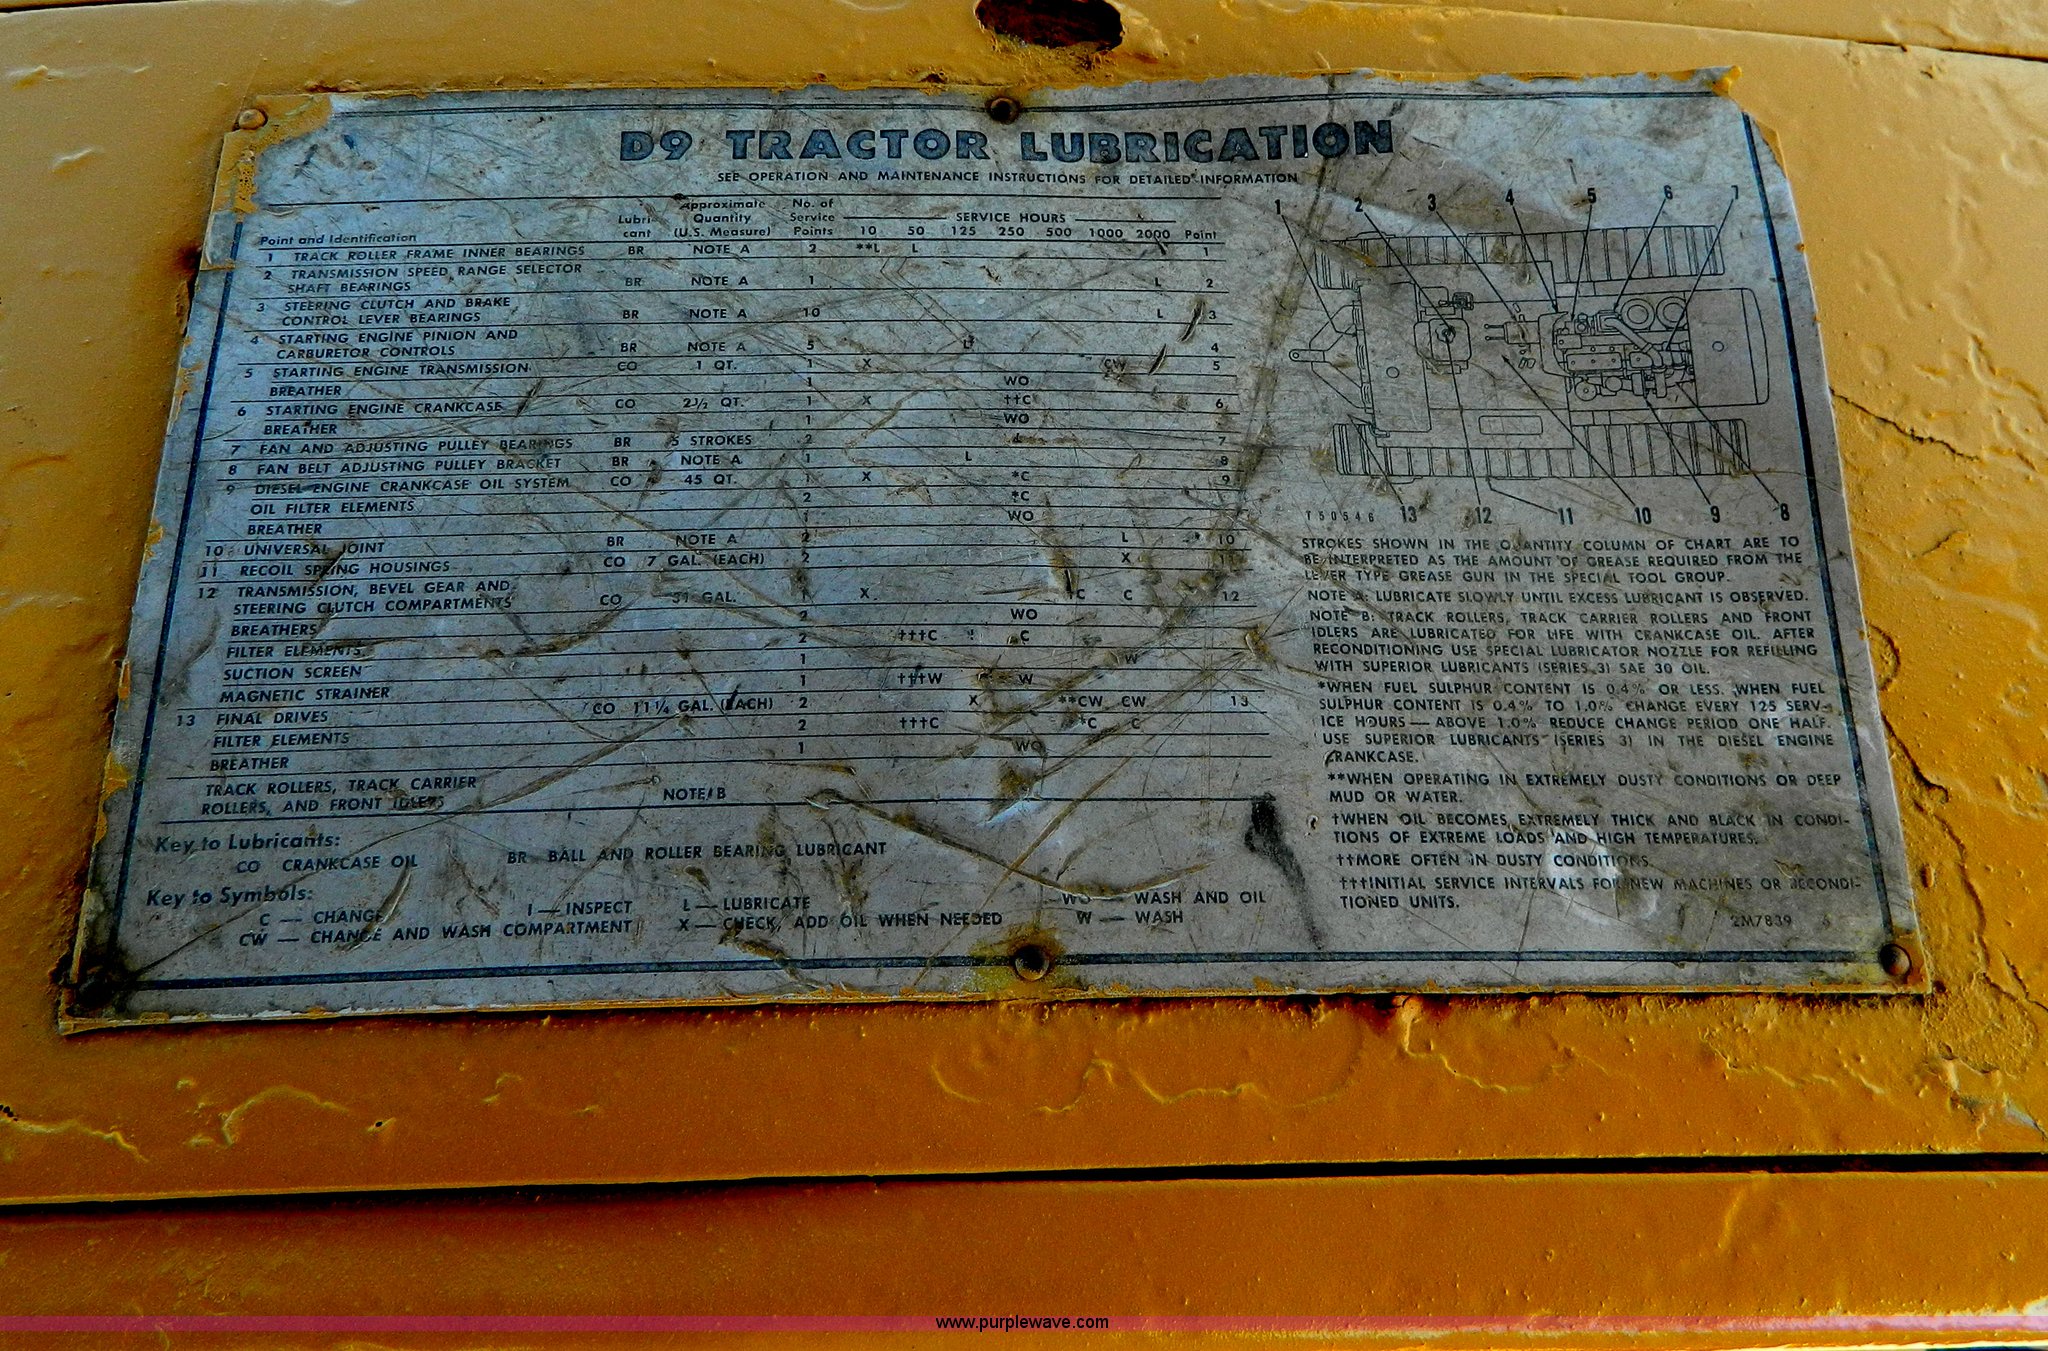 D9 TRACTOR LUBRICATION
SEE OPERATION AND MAINTENANCE INSTRUCTIONS FOR DETAILED INFORMATION
Point and Identification Lubricant Approximate Quantity (U.S. Measure) No. of Service Points SERVICE HOURS 10 50 125 250 500 1000 2000 Point
1 TRACK ROLLER FRAME INNER BEARINGS BR NOTE A 2 **L L 1
2 TRANSMISSION SPEED RANGE SELECTOR
SHAFT BEARINGS BR NOTE A 1 L 2
3 STEERING CLUTCH AND BRAKE
CONTROL LEVER BEARINGS BR NOTE A 10 L 3
4 STARTING ENGINE PINION AND
CARBURETOR CONTROLS BR NOTE A 5 L 4
5 STARTING ENGINE TRANSMISSION CO 1 QT. 1 X CW 5
BREATHER 1 WO
6 STARTING ENGINE CRANKCASE CO 2½ QT. 1 X ††C 6
BREATHER 1 WO
7 FAN AND ADJUSTING PULLEY BEARINGS BR 5 STROKES 2 L 7
8 FAN BELT ADJUSTING PULLEY BRACKET BR NOTE A 1 L 8
9 DIESEL ENGINE CRANKCASE OIL SYSTEM CO 45 QT. 1 X *C 9
OIL FILTER ELEMENTS 2 *C
BREATHER 1 WO
10 UNIVERSAL JOINT BR NOTE A 2 L 10
11 RECOIL SPRING HOUSINGS CO 7 GAL. (EACH) 2 X 11
12 TRANSMISSION, BEVEL GEAR AND
STEERING CLUTCH COMPARTMENTS CO 31 GAL. 1 X †C C 12
BREATHERS 2 WO
FILTER ELEMENTS 2 †††C C
SUCTION SCREEN 1 W
MAGNETIC STRAINER 1 †††W W
13 FINAL DRIVES CO 11¼ GAL. (EACH) 2 X **CW CW 13
FILTER ELEMENTS 2 †††C *C C
BREATHER 1 WO
TRACK ROLLERS, TRACK CARRIER
ROLLERS, AND FRONT IDLERS NOTE B
Key to Lubricants:
CO CRANKCASE OIL BR BALL AND ROLLER BEARING LUBRICANT
Key to Symbols:
C — CHANGE I — INSPECT L — LUBRICATE WO — WASH AND OIL
CW — CHANGE AND WASH COMPARTMENT X — CHECK, ADD OIL WHEN NEEDED W — WASH
1 2 3 4 5 6 7
T50546 13 12 11 10 9 8
STROKES SHOWN IN THE QUANTITY COLUMN OF CHART ARE TO
BE INTERPRETED AS THE AMOUNT OF GREASE REQUIRED FROM THE
LEVER TYPE GREASE GUN IN THE SPECIAL TOOL GROUP.
NOTE A: LUBRICATE SLOWLY UNTIL EXCESS LUBRICANT IS OBSERVED.
NOTE B: TRACK ROLLERS, TRACK CARRIER ROLLERS AND FRONT
IDLERS ARE LUBRICATED FOR LIFE WITH CRANKCASE OIL. AFTER
RECONDITIONING USE SPECIAL LUBRICATOR NOZZLE FOR REFILLING
WITH SUPERIOR LUBRICANTS (SERIES 3) SAE 30 OIL.
*WHEN FUEL SULPHUR CONTENT IS 0.4% OR LESS. WHEN FUEL
SULPHUR CONTENT IS 0.4% TO 1.0% CHANGE EVERY 125 SERV-
ICE HOURS — ABOVE 1.0% REDUCE CHANGE PERIOD ONE HALF.
USE SUPERIOR LUBRICANTS (SERIES 3) IN THE DIESEL ENGINE
CRANKCASE.
**WHEN OPERATING IN EXTREMELY DUSTY CONDITIONS OR DEEP
MUD OR WATER.
†WHEN OIL BECOMES EXTREMELY THICK AND BLACK IN CONDI-
TIONS OF EXTREME LOADS AND HIGH TEMPERATURES.
††MORE OFTEN IN DUSTY CONDITIONS.
†††INITIAL SERVICE INTERVALS FOR NEW MACHINES OR RECONDI-
TIONED UNITS.
2M7839
www.purplewave.com